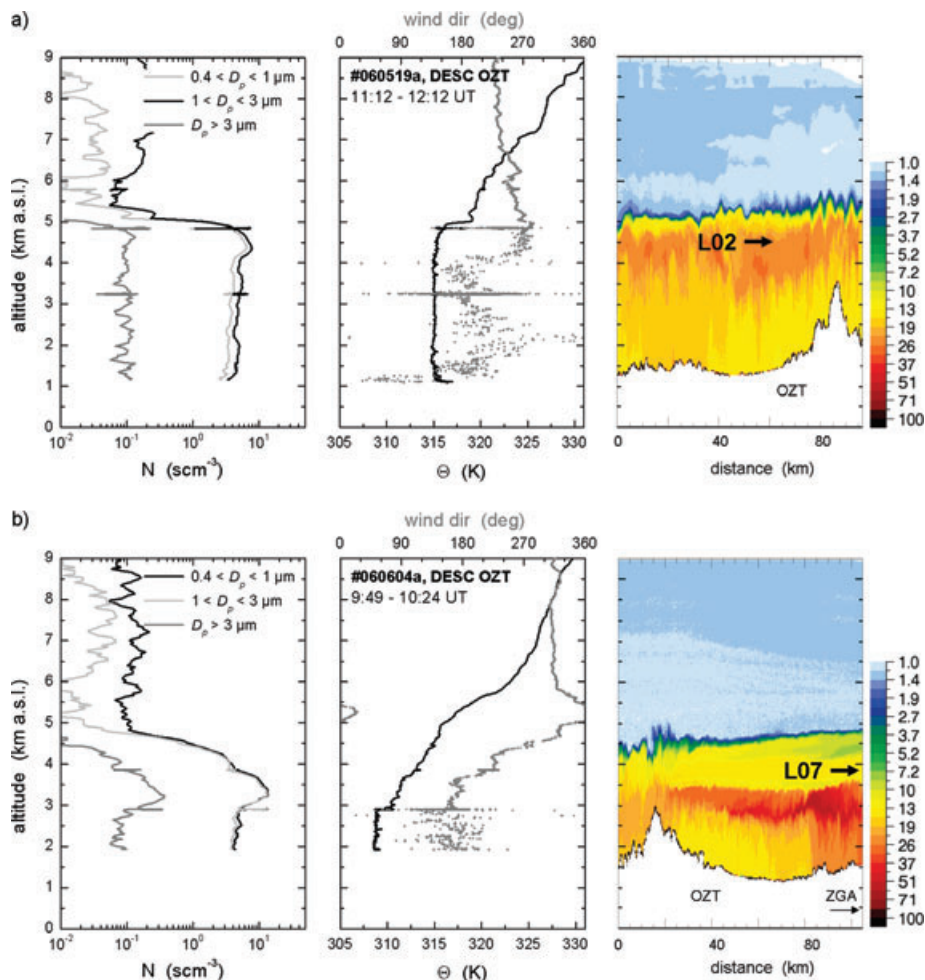 a)
wind dir (deg)
0 90 180 270 360
0.4 < Dp < 1 µm
1 < Dp < 3 µm
Dp > 3 µm
#060519a, DESC OZT
11:12 - 12:12 UT
L02
OZT
altitude (km a.s.l.)
9
8
7
6
5
4
3
2
1
0
10-2 10-1 100 101
N (scm-3)
305 310 315 320 325 330
Θ (K)
0 40 80
distance (km)
1.0
1.4
1.9
2.7
3.7
5.2
7.2
10
13
19
26
37
51
71
100
b)
wind dir (deg)
0 90 180 270 360
0.4 < Dp < 1 µm
1 < Dp < 3 µm
Dp > 3 µm
#060604a, DESC OZT
9:49 - 10:24 UT
L07
OZT
ZGA
altitude (km a.s.l.)
9
8
7
6
5
4
3
2
1
0
10-2 10-1 100 101
N (scm-3)
305 310 315 320 325 330
Θ (K)
0 40 80
distance (km)
1.0
1.4
1.9
2.7
3.7
5.2
7.2
10
13
19
26
37
51
71
100